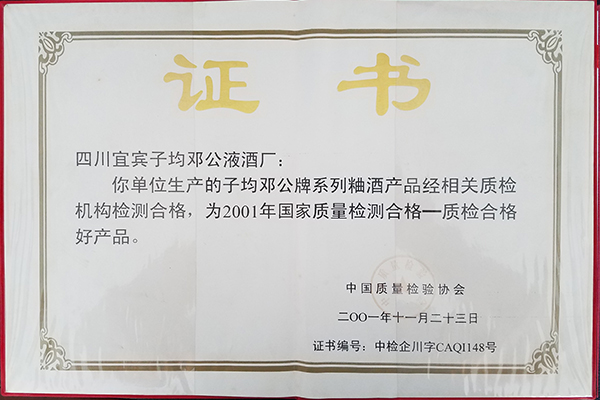 证书
四川宜宾子均邓公液酒厂：
你单位生产的子均邓公牌系列粬酒产品经相关质检
机构检测合格，为2001年国家质量检测合格—质检合格
好产品。
中国质量检验协会
二〇〇一年十一月二十三日
证书编号：中检企川字CAQI148号